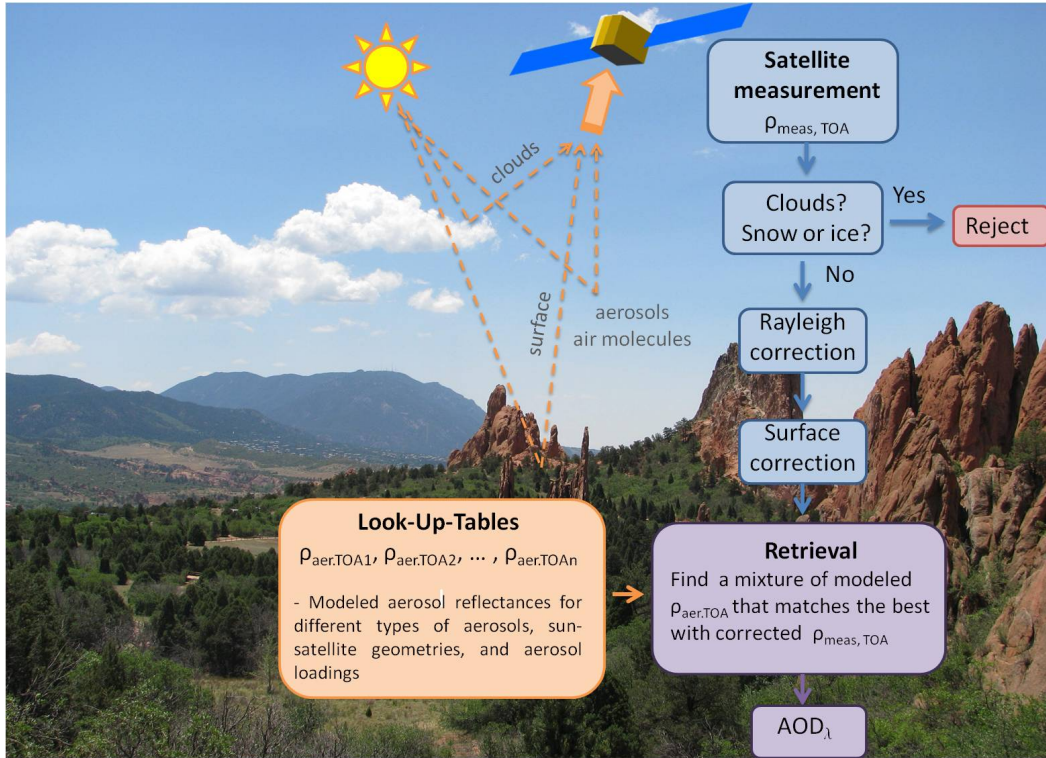 clouds
surface
aerosols
air molecules
Satellite
measurement
ρmeas, TOA
Clouds?
Snow or ice?
Yes
Reject
No
Rayleigh
correction
Surface
correction
Look-Up-Tables
ρaer.TOA1, ρaer.TOA2, ... , ρaer.TOAn
- Modeled aerosol reflectances for
different types of aerosols, sun-
satellite geometries, and aerosol
loadings
Retrieval
Find a mixture of modeled
ρaer.TOA that matches the best
with corrected ρmeas, TOA
AODλ